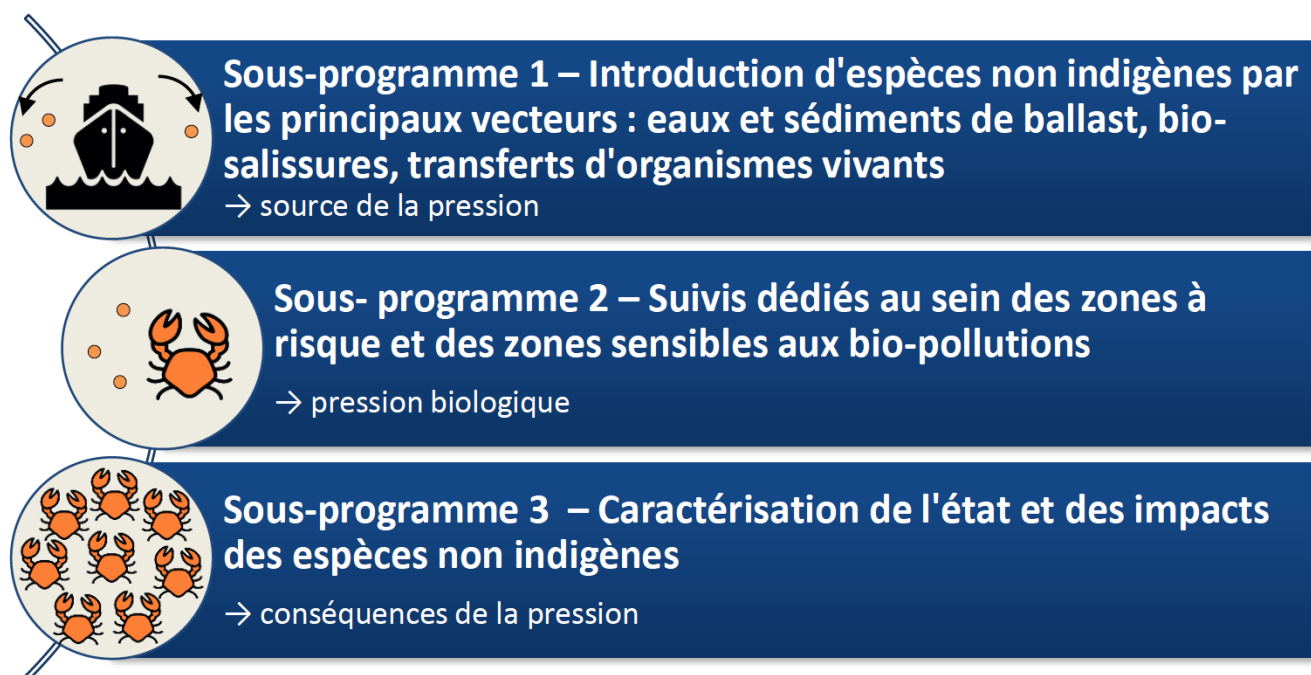 Sous-programme 1 – Introduction d'espèces non indigènes par
les principaux vecteurs : eaux et sédiments de ballast, bio-
salissures, transferts d'organismes vivants
→ source de la pression
Sous- programme 2 – Suivis dédiés au sein des zones à
risque et des zones sensibles aux bio-pollutions
→ pression biologique
Sous-programme 3 – Caractérisation de l'état et des impacts
des espèces non indigènes
→ conséquences de la pression